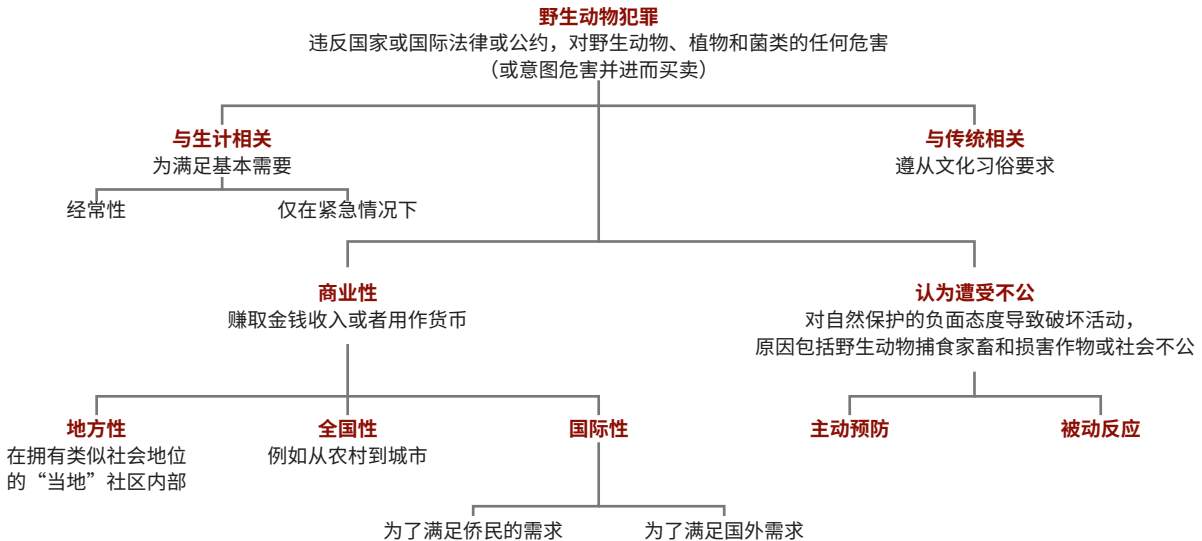 野生动物犯罪
违反国家或国际法律或公约，对野生动物、植物和菌类的任何危害
（或意图危害并进而买卖）
与生计相关
为满足基本需要
经常性
仅在紧急情况下
与传统相关
遵从文化习俗要求
商业性
赚取金钱收入或者用作货币
地方性
在拥有类似社会地位
的“当地”社区内部
全国性
例如从农村到城市
国际性
为了满足侨民的需求
为了满足国外需求
认为遭受不公
对自然保护的负面态度导致破坏活动，
原因包括野生动物捕食家畜和损害作物或社会不公
主动预防
被动反应